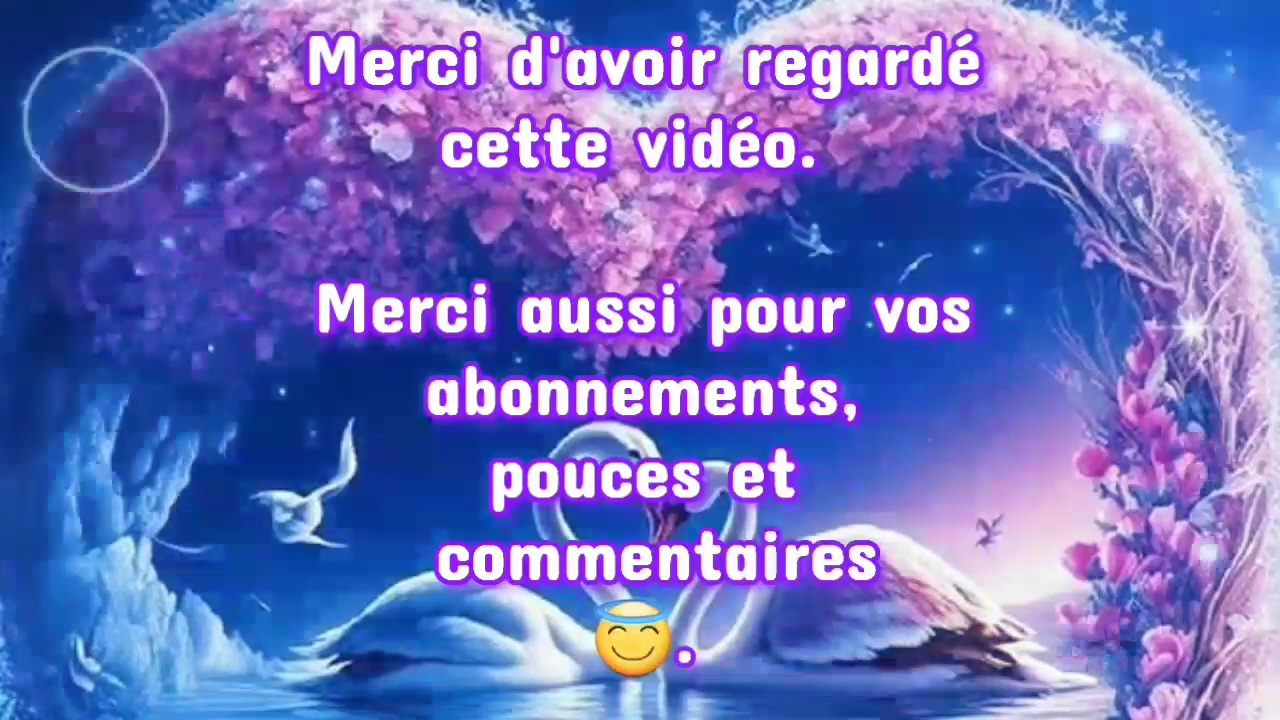 Merci d'avoir regardé
cette vidéo.
Merci aussi pour vos
abonnements,
pouces et
commentaires
😇.